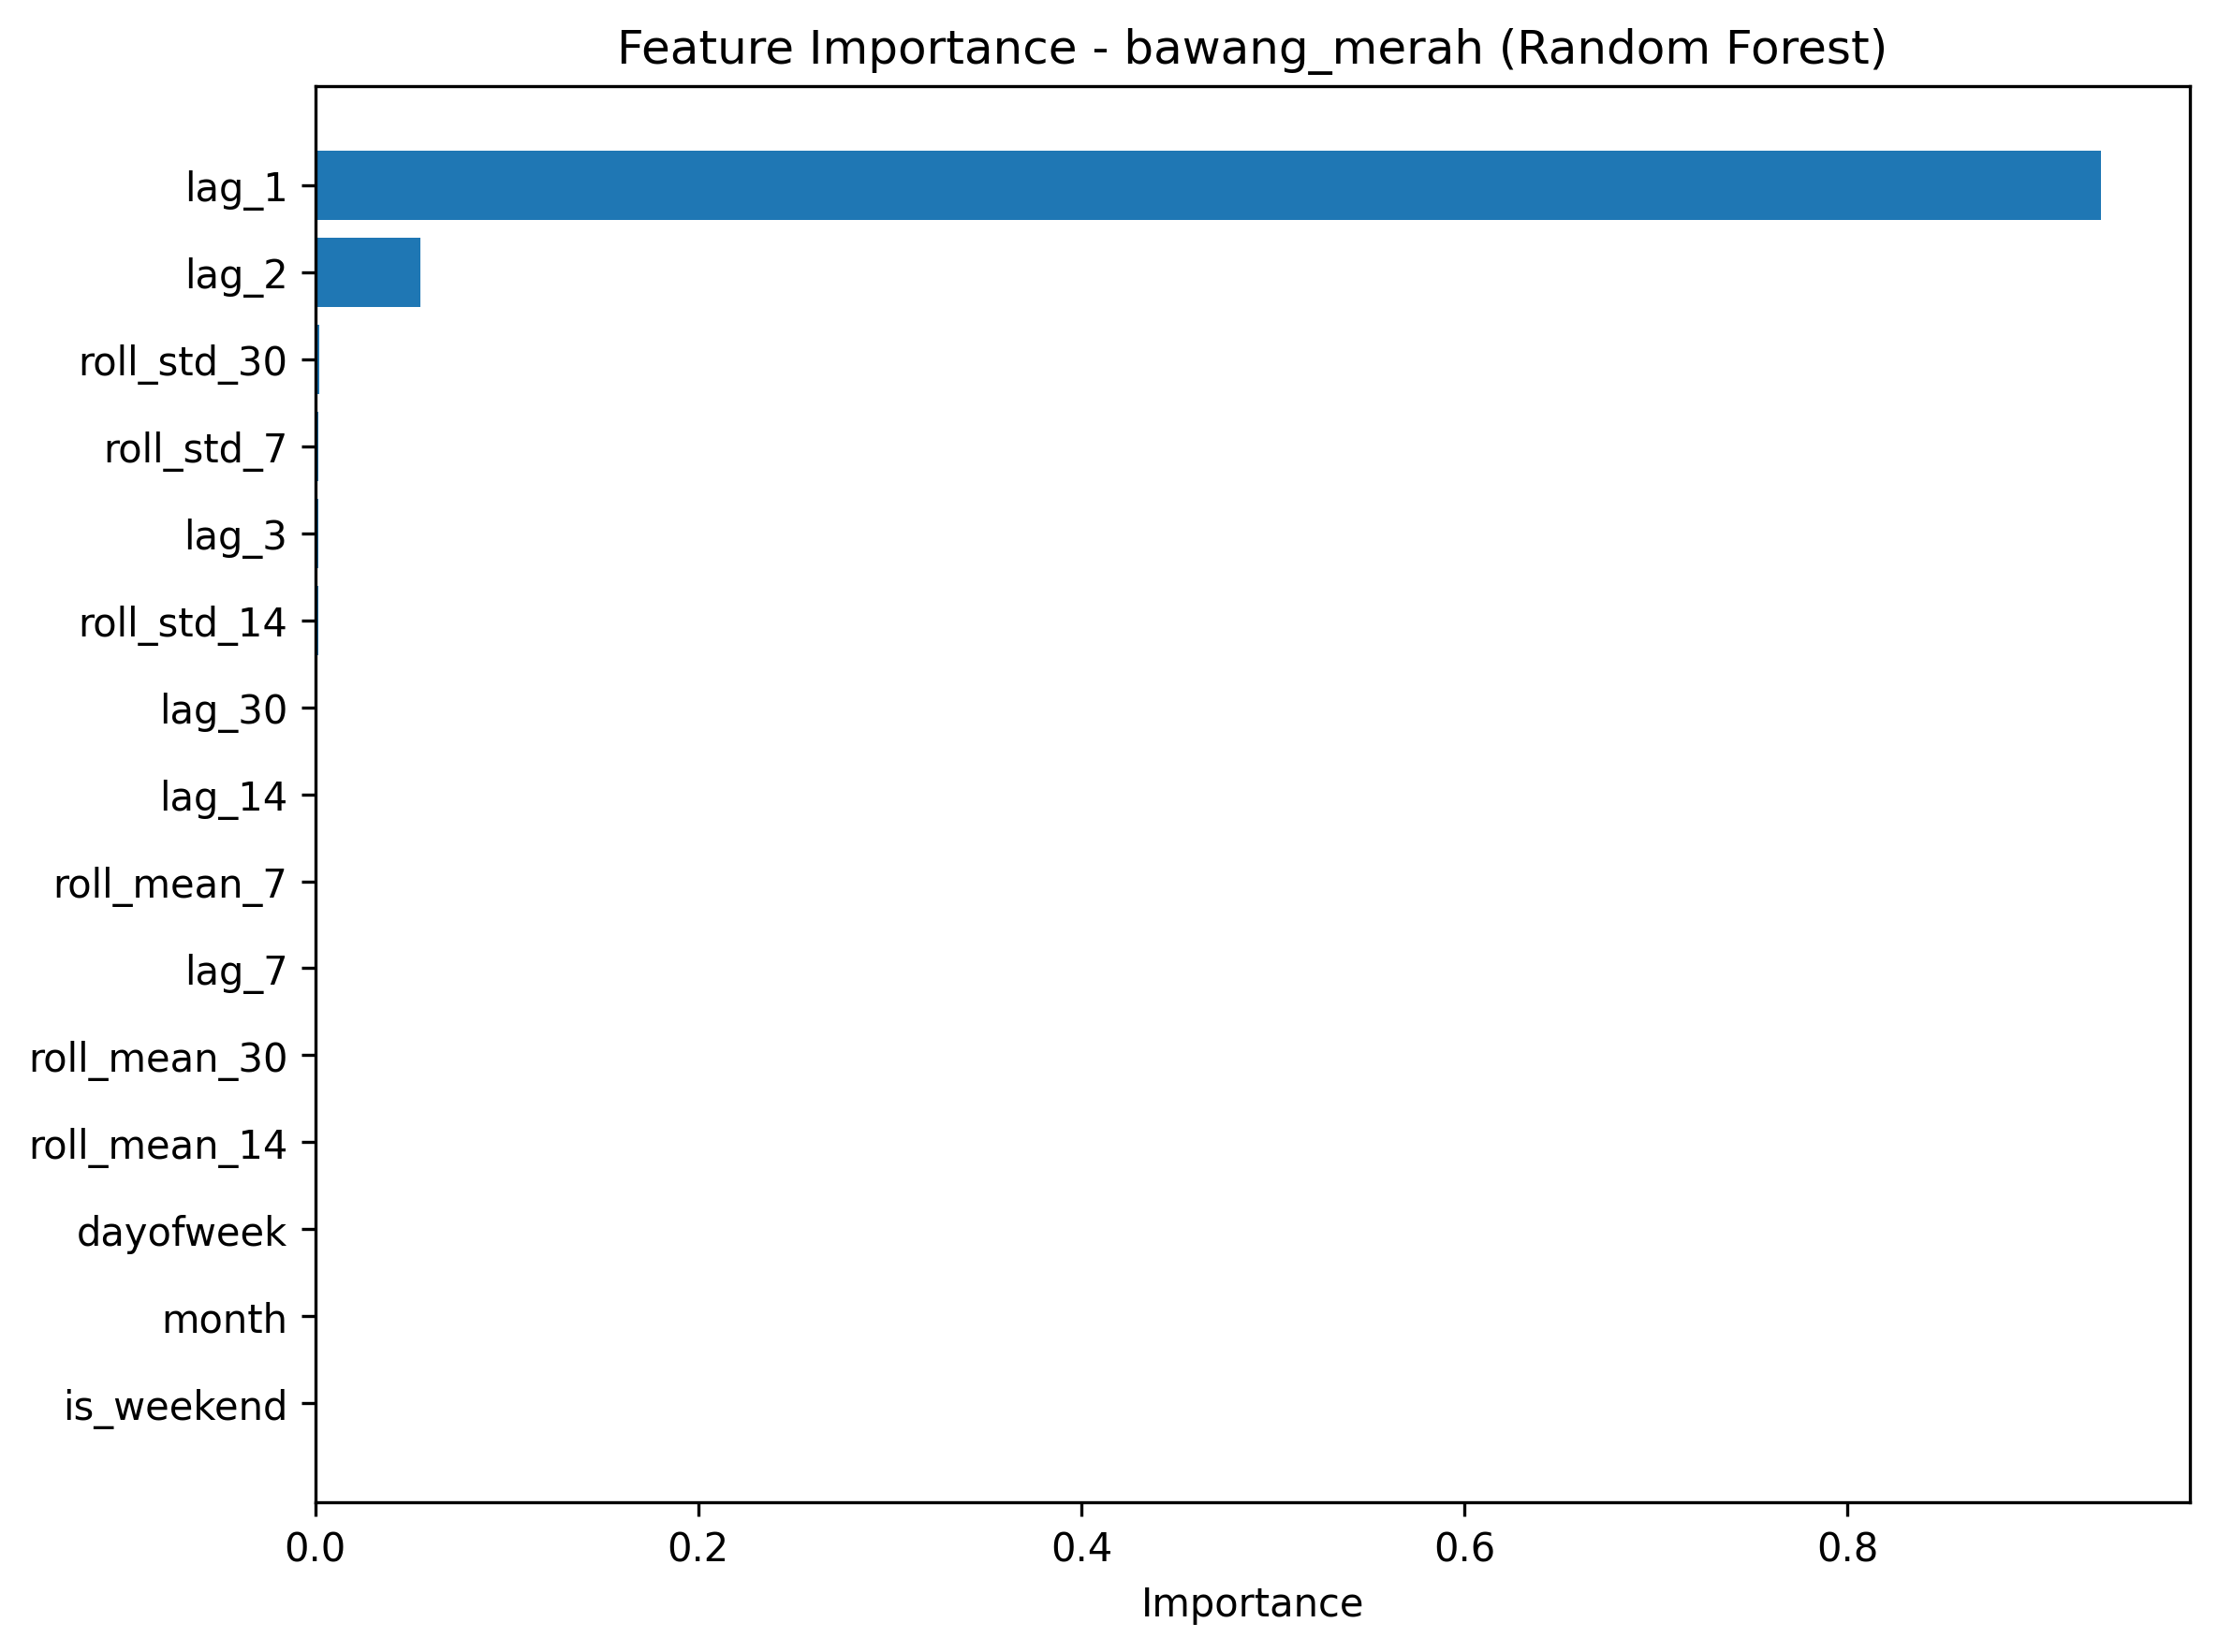 Feature Importance - bawang_merah (Random Forest)
lag_1
lag_2
roll_std_30
roll_std_7
lag_3
roll_std_14
lag_30
lag_14
roll_mean_7
lag_7
roll_mean_30
roll_mean_14
dayofweek
month
is_weekend
0.0 0.2 0.4 0.6 0.8
Importance